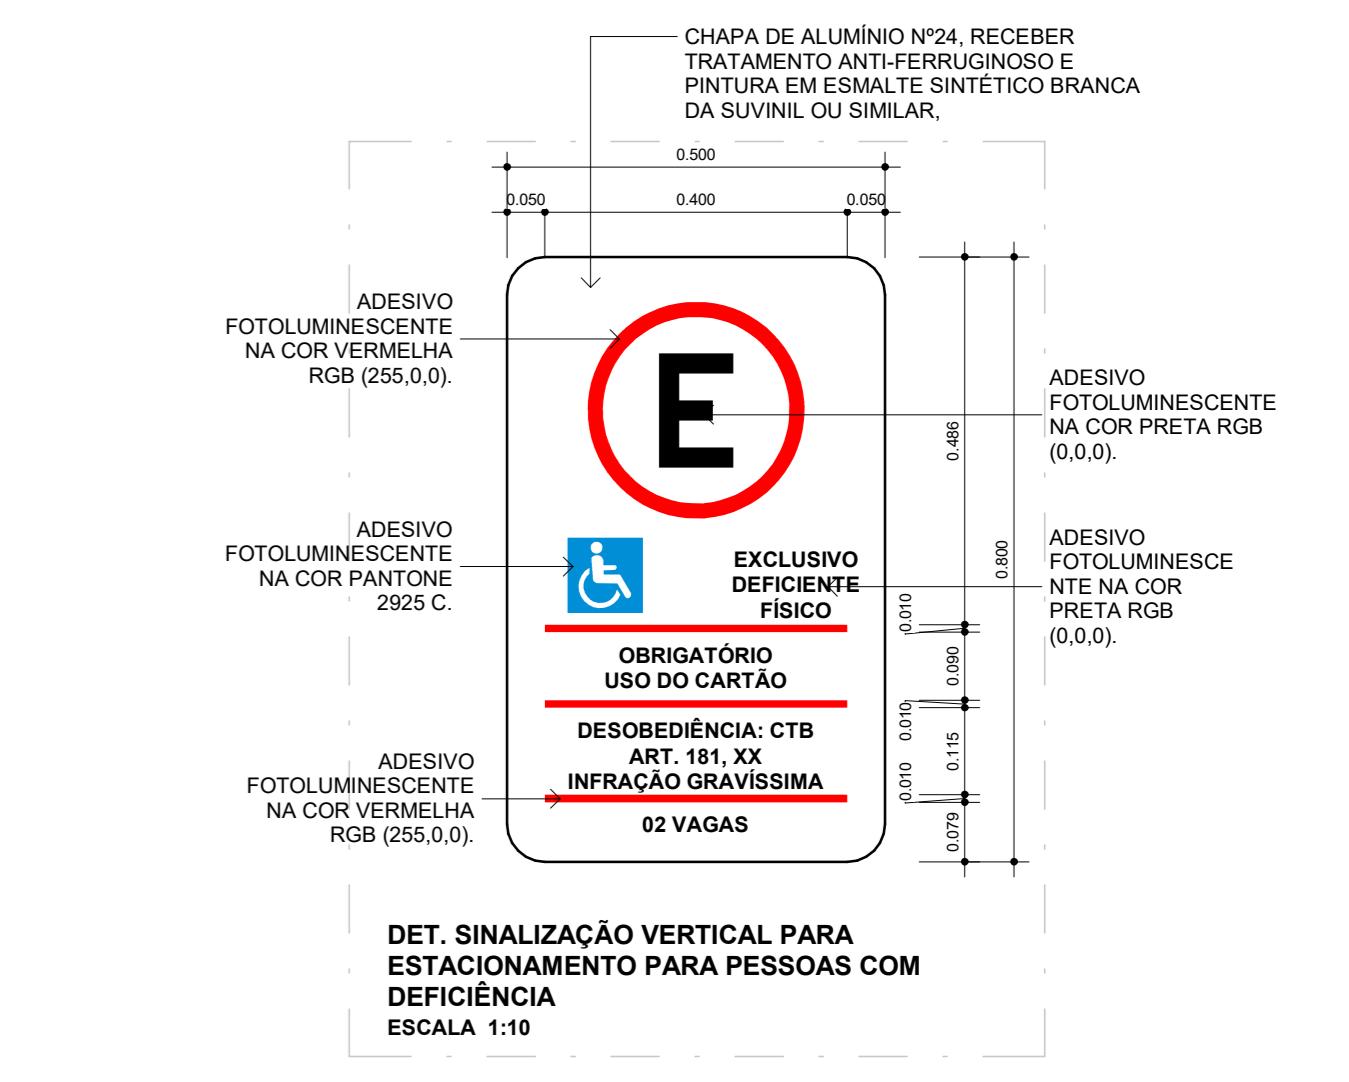 CHAPA DE ALUMÍNIO Nº24, RECEBER
TRATAMENTO ANTI-FERRUGINOSO E
PINTURA EM ESMALTE SINTÉTICO BRANCA
DA SUVINIL OU SIMILAR,
0.500
0.050
0.400
0.050
ADESIVO
FOTOLUMINESCENTE
NA COR VERMELHA
RGB (255,0,0).
E
ADESIVO
FOTOLUMINESCENTE
NA COR PRETA RGB
(0,0,0).
0.486
0.800
ADESIVO
FOTOLUMINESCENTE
NA COR PANTONE
2925 C.
EXCLUSIVO
DEFICIENTE
FÍSICO
ADESIVO
FOTOLUMINESCE
NTE NA COR
PRETA RGB
(0,0,0).
0.010
OBRIGATÓRIO
USO DO CARTÃO
0.090
0.010
DESOBEDIÊNCIA: CTB
ART. 181, XX
INFRAÇÃO GRAVÍSSIMA
0.115
0.010
ADESIVO
FOTOLUMINESCENTE
NA COR VERMELHA
RGB (255,0,0).
02 VAGAS
0.079
DET. SINALIZAÇÃO VERTICAL PARA
ESTACIONAMENTO PARA PESSOAS COM
DEFICIÊNCIA
ESCALA 1:10